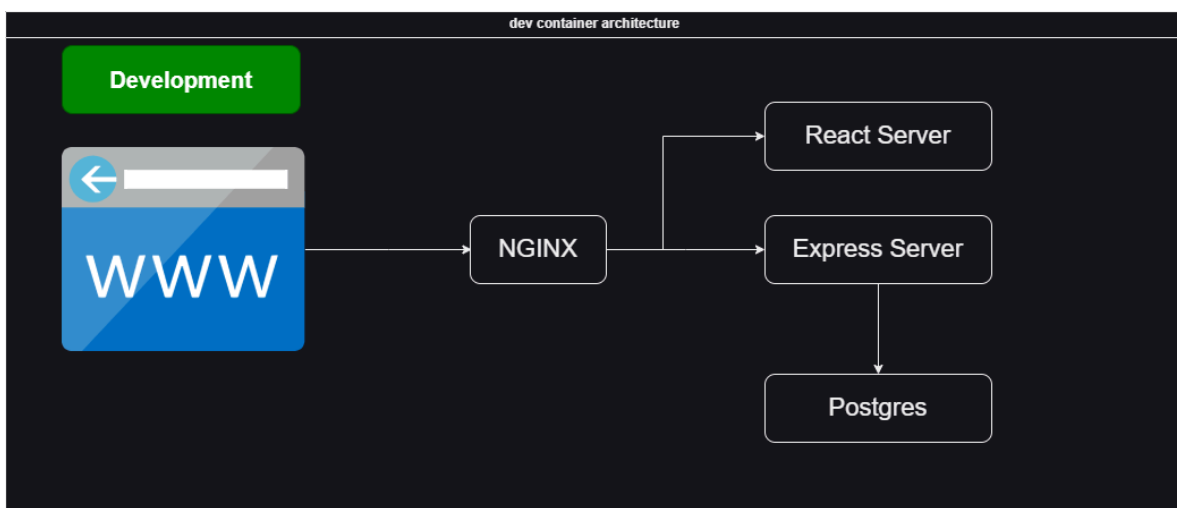 dev container architecture
Development
WWW
NGINX
React Server
Express Server
Postgres